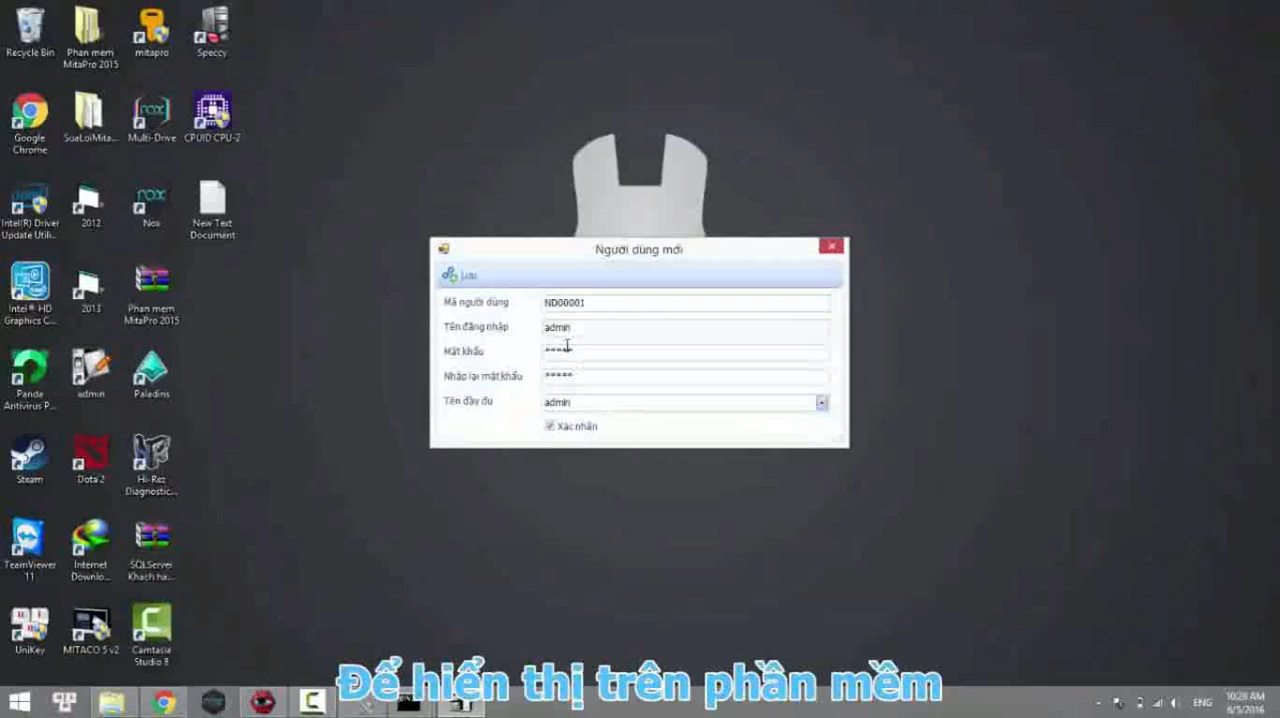 Recycle Bin
Phan mem
MitaPro 2015
mitapro
Speccy
Google
Chrome
SuaLoiMita...
Multi-Drive
CPUID CPU-Z
Intel(R) Driver
Update Utili...
2012
Nox
New Text
Document
Intel® HD
Graphics C...
2013
Phan mem
MitaPro 2015
Panda
Antivirus P...
admin
Paladins
Steam
Dota 2
Hi-Rez
Diagnostic...
TeamViewer
11
Internet
Downlo...
SQLServer
Khach ha...
UniKey
MITACO 5 v2
Camtasia
Studio 8
Người dùng mới
Lưu
Mã người dùng ND00001
Tên đăng nhập admin
Mật khẩu *****
Nhập lại mật khẩu *****
Tên đầy đủ admin
Xác nhận
Để hiển thị trên phần mềm
ENG
10:28 AM
6/5/2016